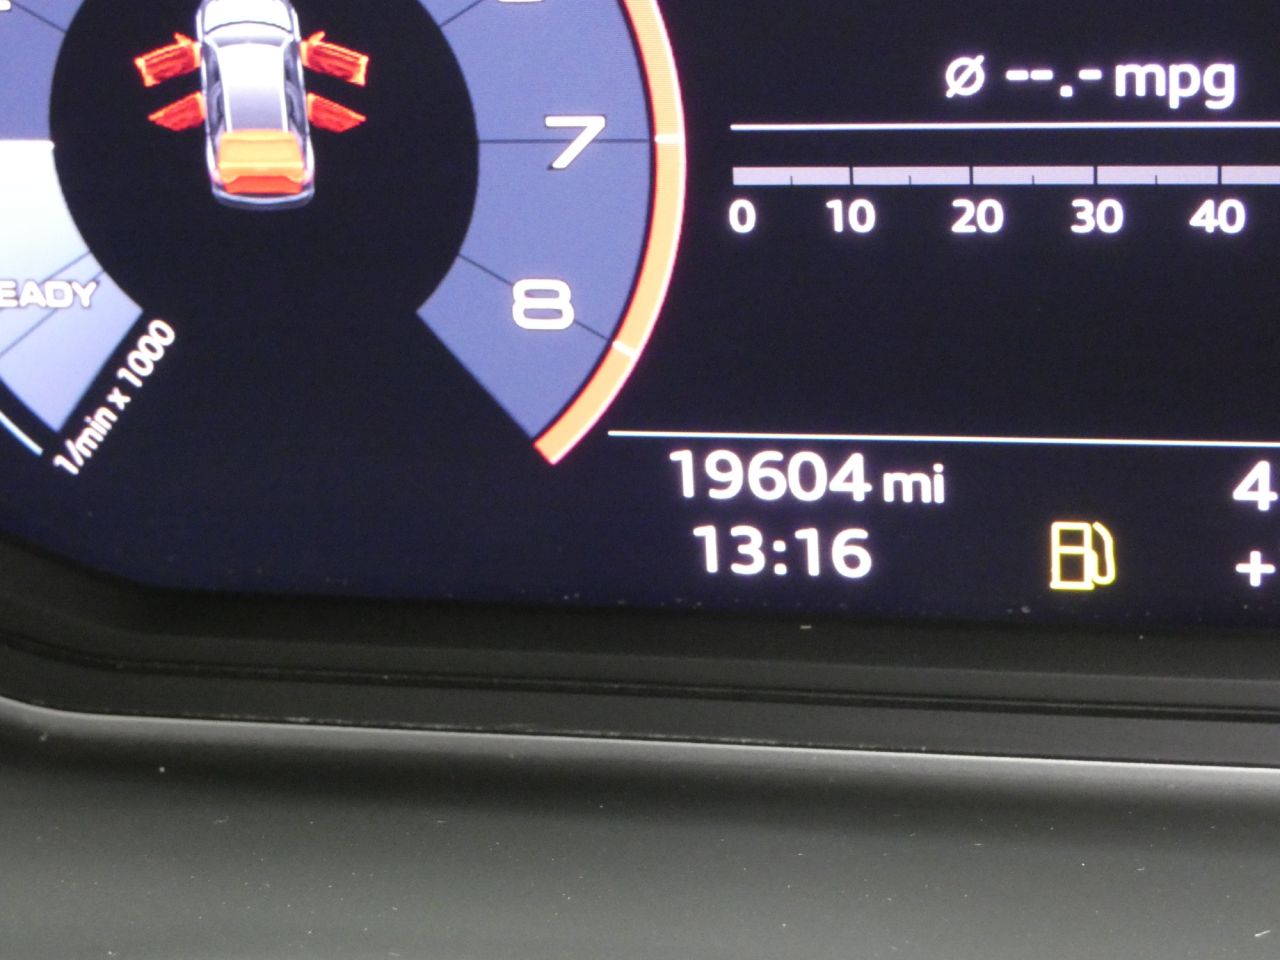 Ø --.- mpg
7
0 10 20 30 40
8
EADY
1/min x 1000
19604 mi
4
13:16
+